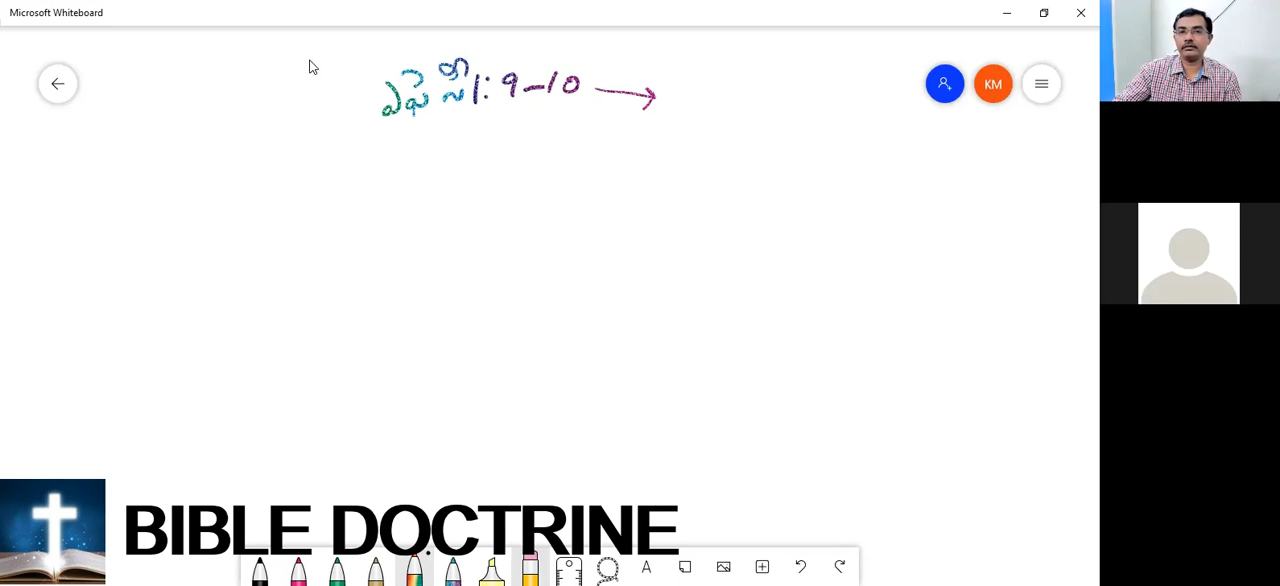 Microsoft Whiteboard
ఎఫెసీ 1:9-10 →
KM
BIBLE DOCTRINE
A